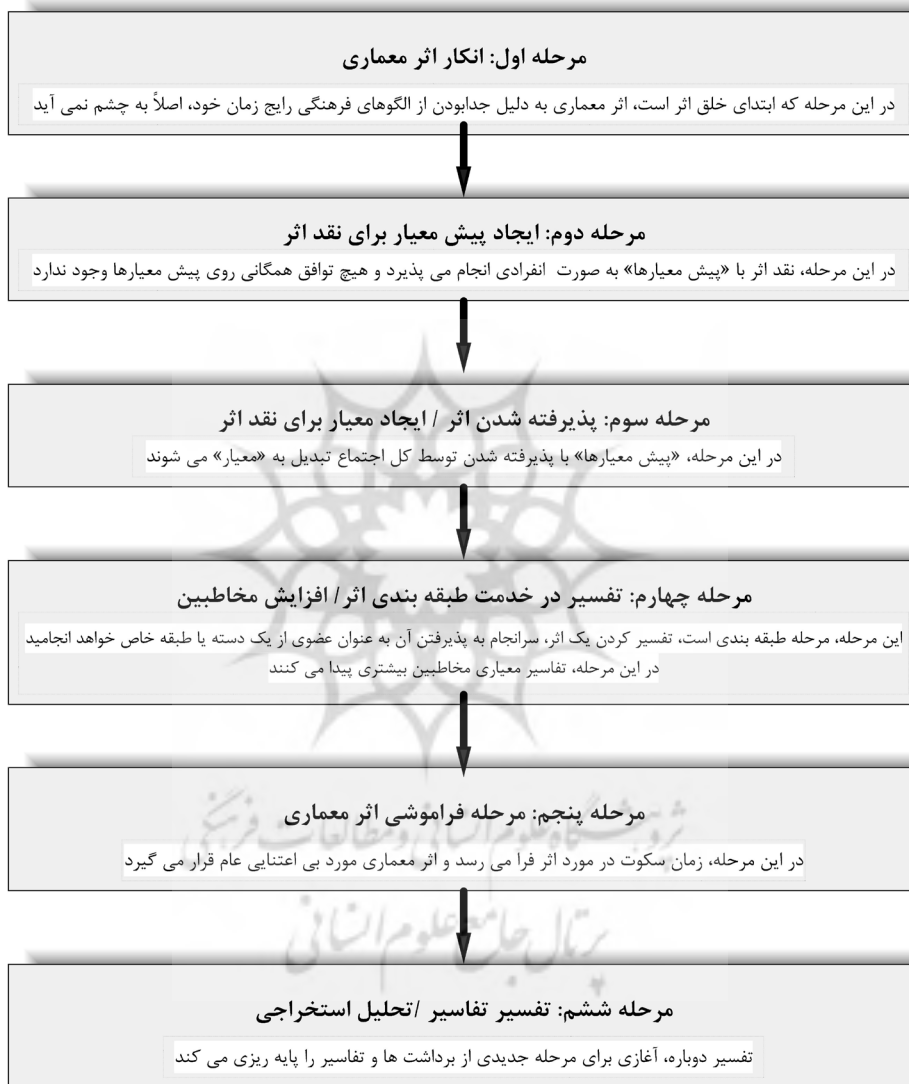 مرحله اول: انکار اثر معماری
در این مرحله که ابتدای خلق اثر است، اثر معماری به دلیل جدابودن از الگوهای فرهنگی رایج زمان خود، اصلاً به چشم نمی آید
مرحله دوم: ایجاد پیش معیار برای نقد اثر
در این مرحله، نقد اثر با «پیش معیارها» به صورت انفرادی انجام می پذیرد و هیچ توافق همگانی روی پیش معیارها وجود ندارد
مرحله سوم: پذیرفته شدن اثر / ایجاد معیار برای نقد اثر
در این مرحله، «پیش معیارها» با پذیرفته شدن توسط کل اجتماع تبدیل به «معیار» می شوند
مرحله چهارم: تفسیر در خدمت طبقه بندی اثر/ افزایش مخاطبین
این مرحله، مرحله طبقه بندی است، تفسیر کردن یک اثر، سرانجام به پذیرفتن آن به عنوان عضوی از یک دسته یا طبقه خاص خواهد انجامید
در این مرحله، تفاسیر معیاری مخاطبین بیشتری پیدا می کنند
مرحله پنجم: مرحله فراموشی اثر معماری
پژوهشگاه علوم انسانی و مطالعات فرهنگی
در این مرحله، زمان سکوت در مورد اثر فرا می رسد و اثر معماری مورد بی اعتنایی عام قرار می گیرد
پرتال جامع علوم انسانی
مرحله ششم: تفسیر تفاسیر /تحلیل استخراجی
تفسیر دوباره، آغازی برای مرحله جدیدی از برداشت ها و تفاسیر را پایه ریزی می کند